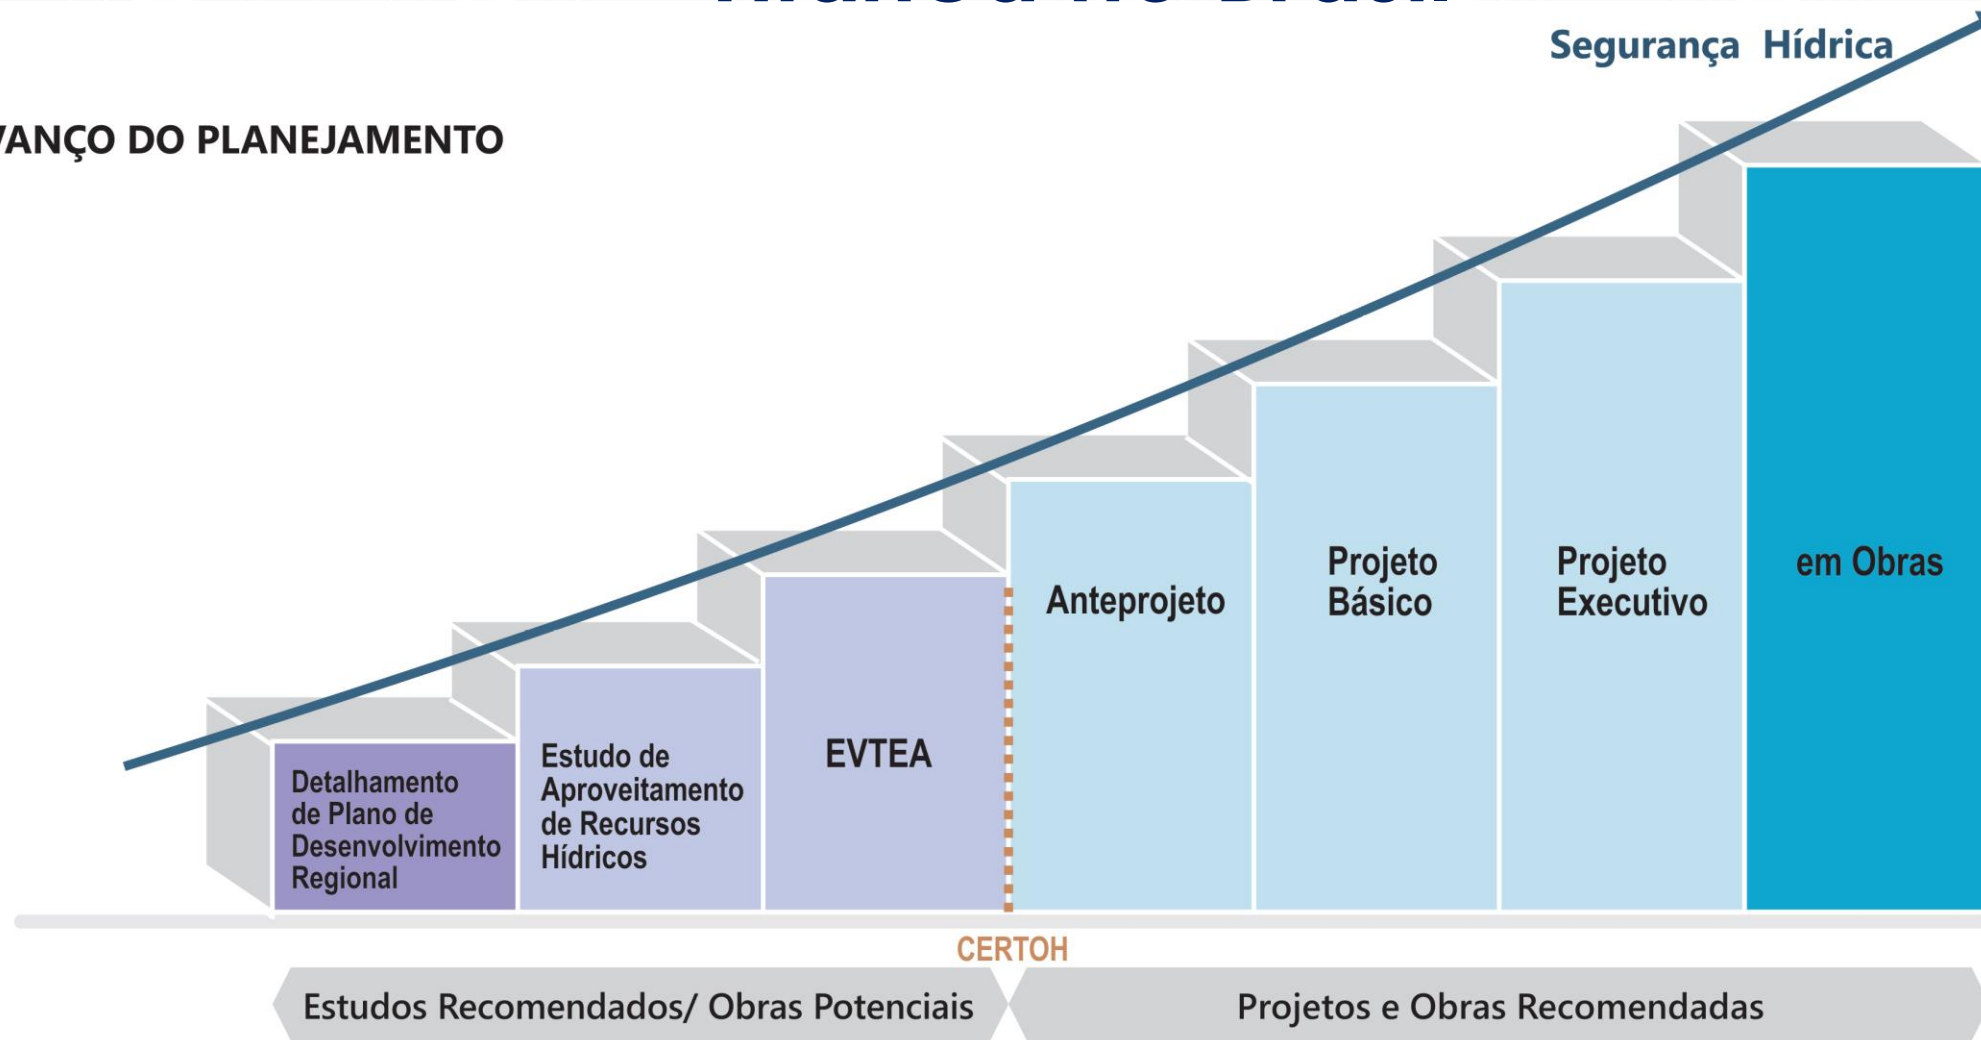 Segurança Hídrica
VANÇO DO PLANEJAMENTO
Detalhamento
de Plano de
Desenvolvimento
Regional
Estudo de
Aproveitamento
de Recursos
Hídricos
EVTEA
Anteprojeto
Projeto
Básico
Projeto
Executivo
em Obras
CERTOH
Estudos Recomendados/ Obras Potenciais
Projetos e Obras Recomendadas